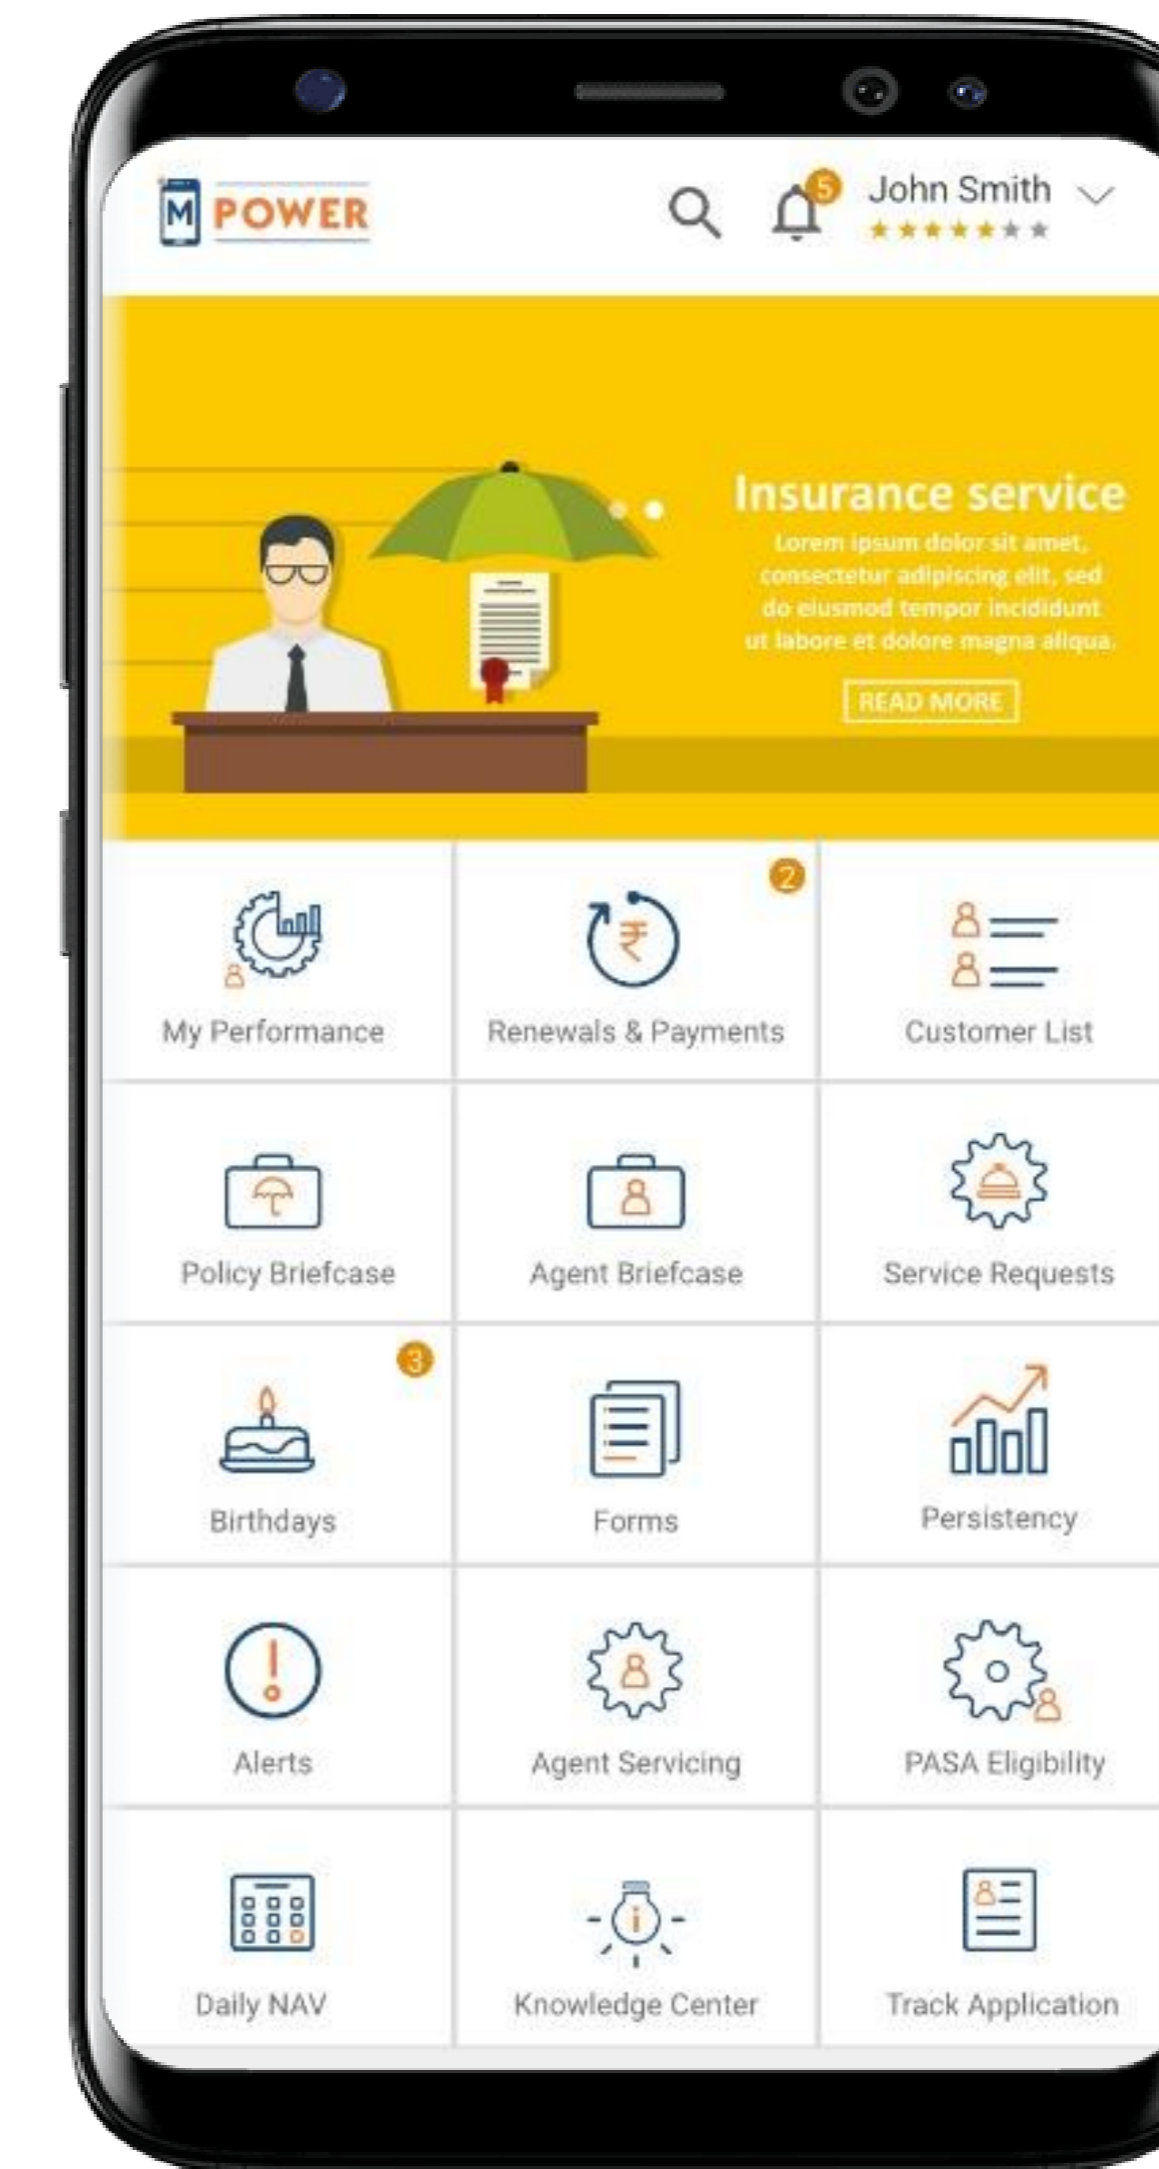 M POWER
5
John Smith
Insurance service
Lorem ipsum dolor sit amet,
consectetur adipiscing elit, sed
do eiusmod tempor incididunt
ut labore et dolore magna aliqua.
READ MORE
2
₹
My Performance
Renewals & Payments
Customer List
Policy Briefcase
Agent Briefcase
Service Requests
3
Birthdays
Forms
Persistency
Alerts
Agent Servicing
PASA Eligibility
i
Daily NAV
Knowledge Center
Track Application